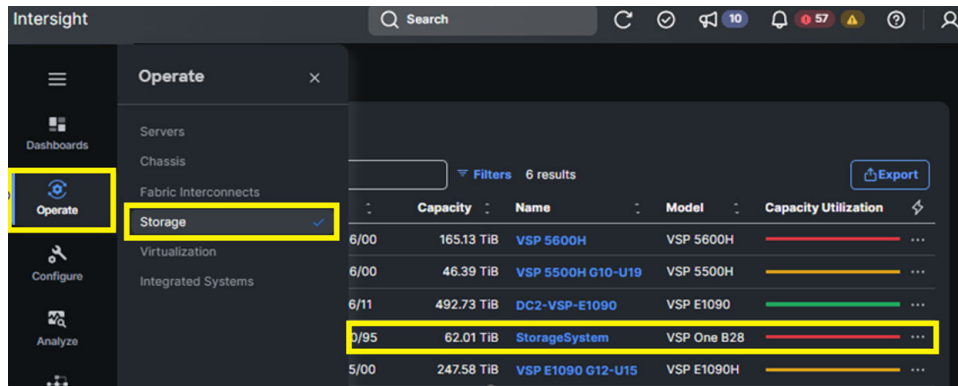 Intersight
Search
10
57
Operate
Dashboards
Operate
Configure
Analyze
Servers
Chassis
Fabric Interconnects
Storage
Virtualization
Integrated Systems
Filters 6 results
Export
Capacity Name Model Capacity Utilization
6/00 165.13 TiB VSP 5600H VSP 5600H
6/00 46.39 TiB VSP 5500H G10-U19 VSP 5500H
6/11 492.73 TiB DC2-VSP-E1090 VSP E1090
0/95 62.01 TiB StorageSystem VSP One B28
5/00 247.58 TiB VSP E1090 G12-U15 VSP E1090H